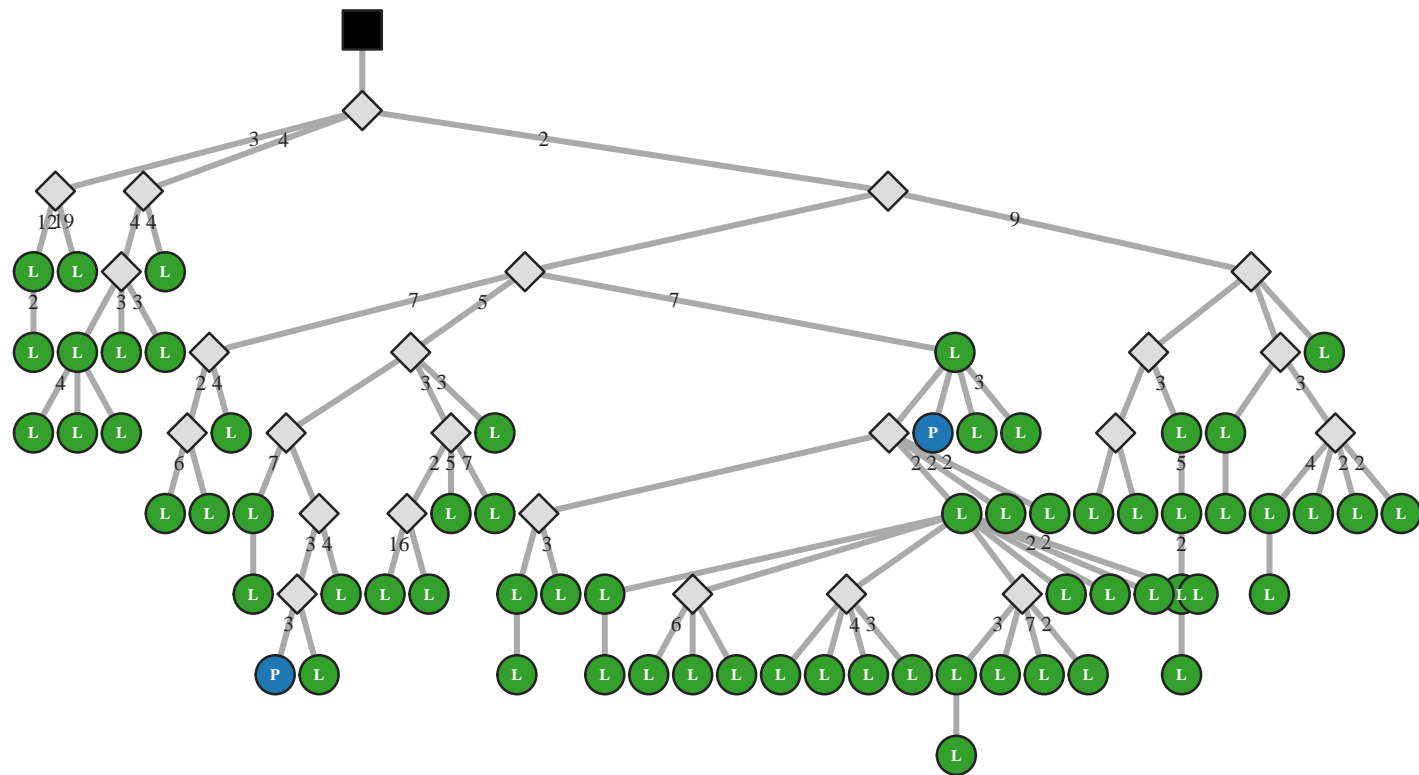 3 4 2
12 19 4 4 9
L L L 7 5 7
2 3 3 L
L L L L 2 4 3 3 3 L 3
4
L L L L L P L L L L
6 7 2 5 7 2 2 2 5 4 2 2
L L L L L L L L L L L L L L L L L
3 4 16 3 2 2 2
L L L L L L L L L L L L L
3 6 4 3 3 7 2
P L L L L L L L L L L L L L L L
L